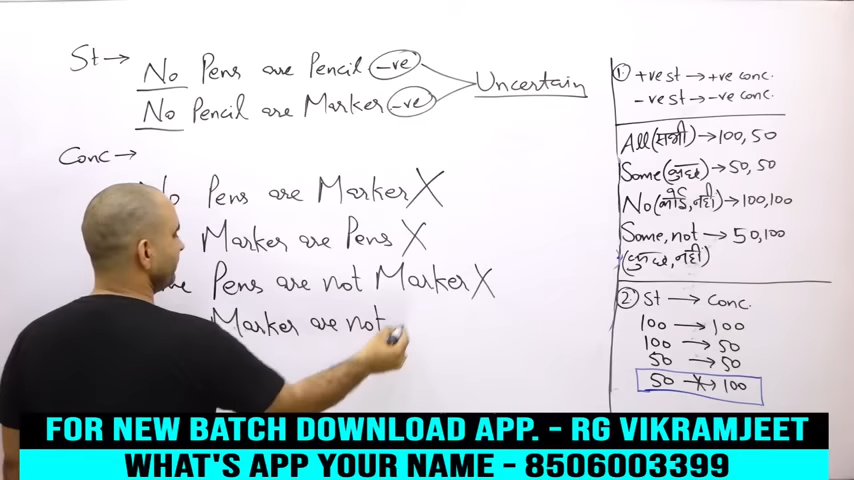 St → No Pens are Pencil -ve
No Pencil are Marker -ve
Uncertain
Conc →
Pens are Marker X
Marker are Pens X
Pens are not Marker X
Marker are not
1. +ve st → +ve conc.
-ve st → -ve conc.
All (सभी) → 100, 50
Some (कुछ) → 50, 50
No (कोई, नहीं) → 100, 100
Some, not → 50, 100
(कुछ, नहीं)
2. St → Conc.
100 → 100
100 → 50
50 → 50
50 -X→ 100
FOR NEW BATCH DOWNLOAD APP. - RG VIKRAMJEET
WHAT'S APP YOUR NAME - 8506003399